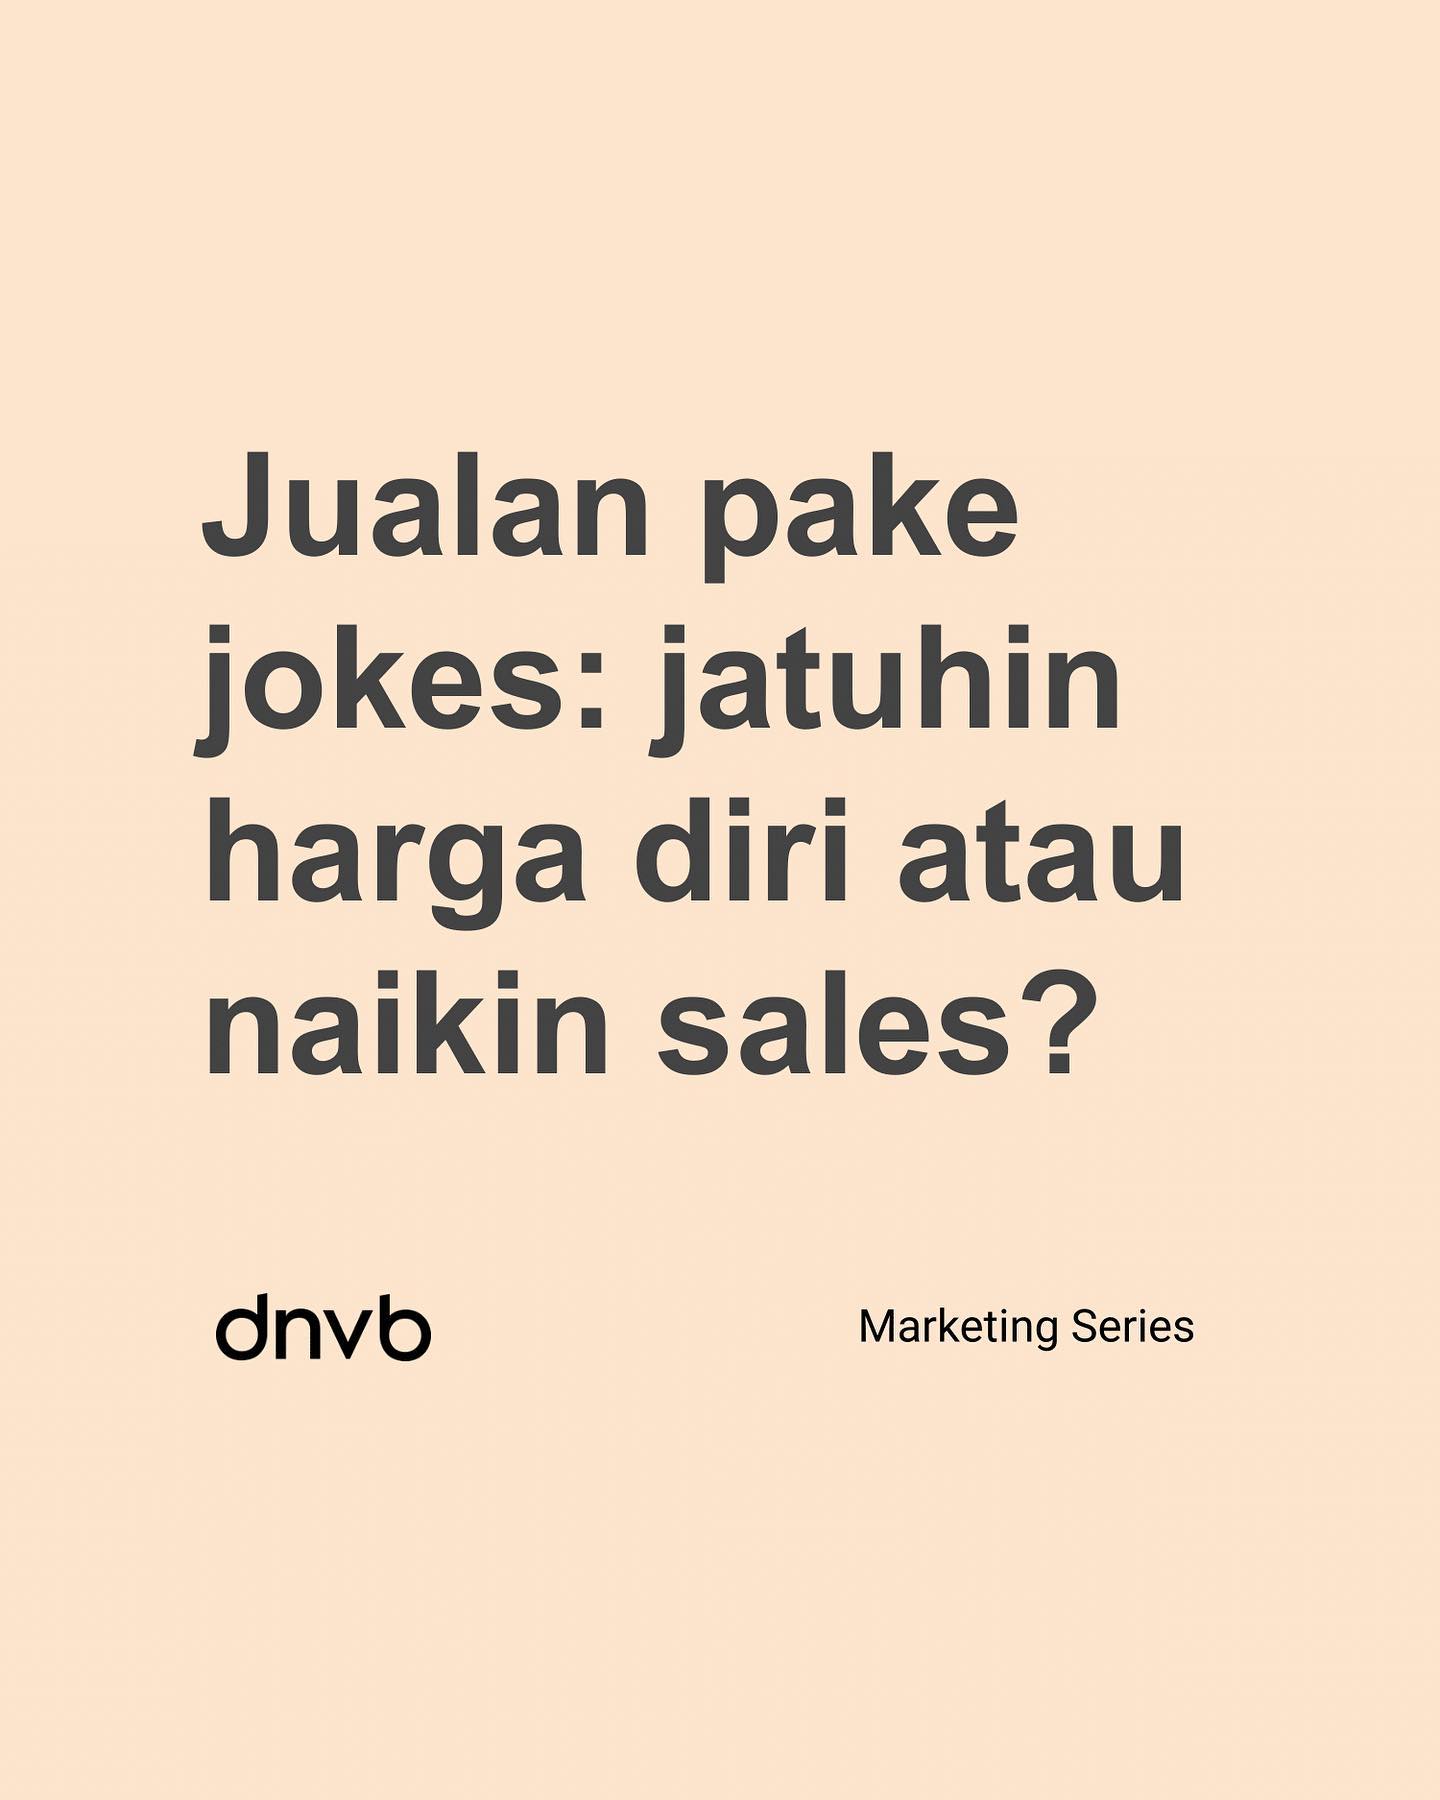 Jualan pake
jokes: jatuhin
harga diri atau
naikin sales?
dnvb
Marketing Series